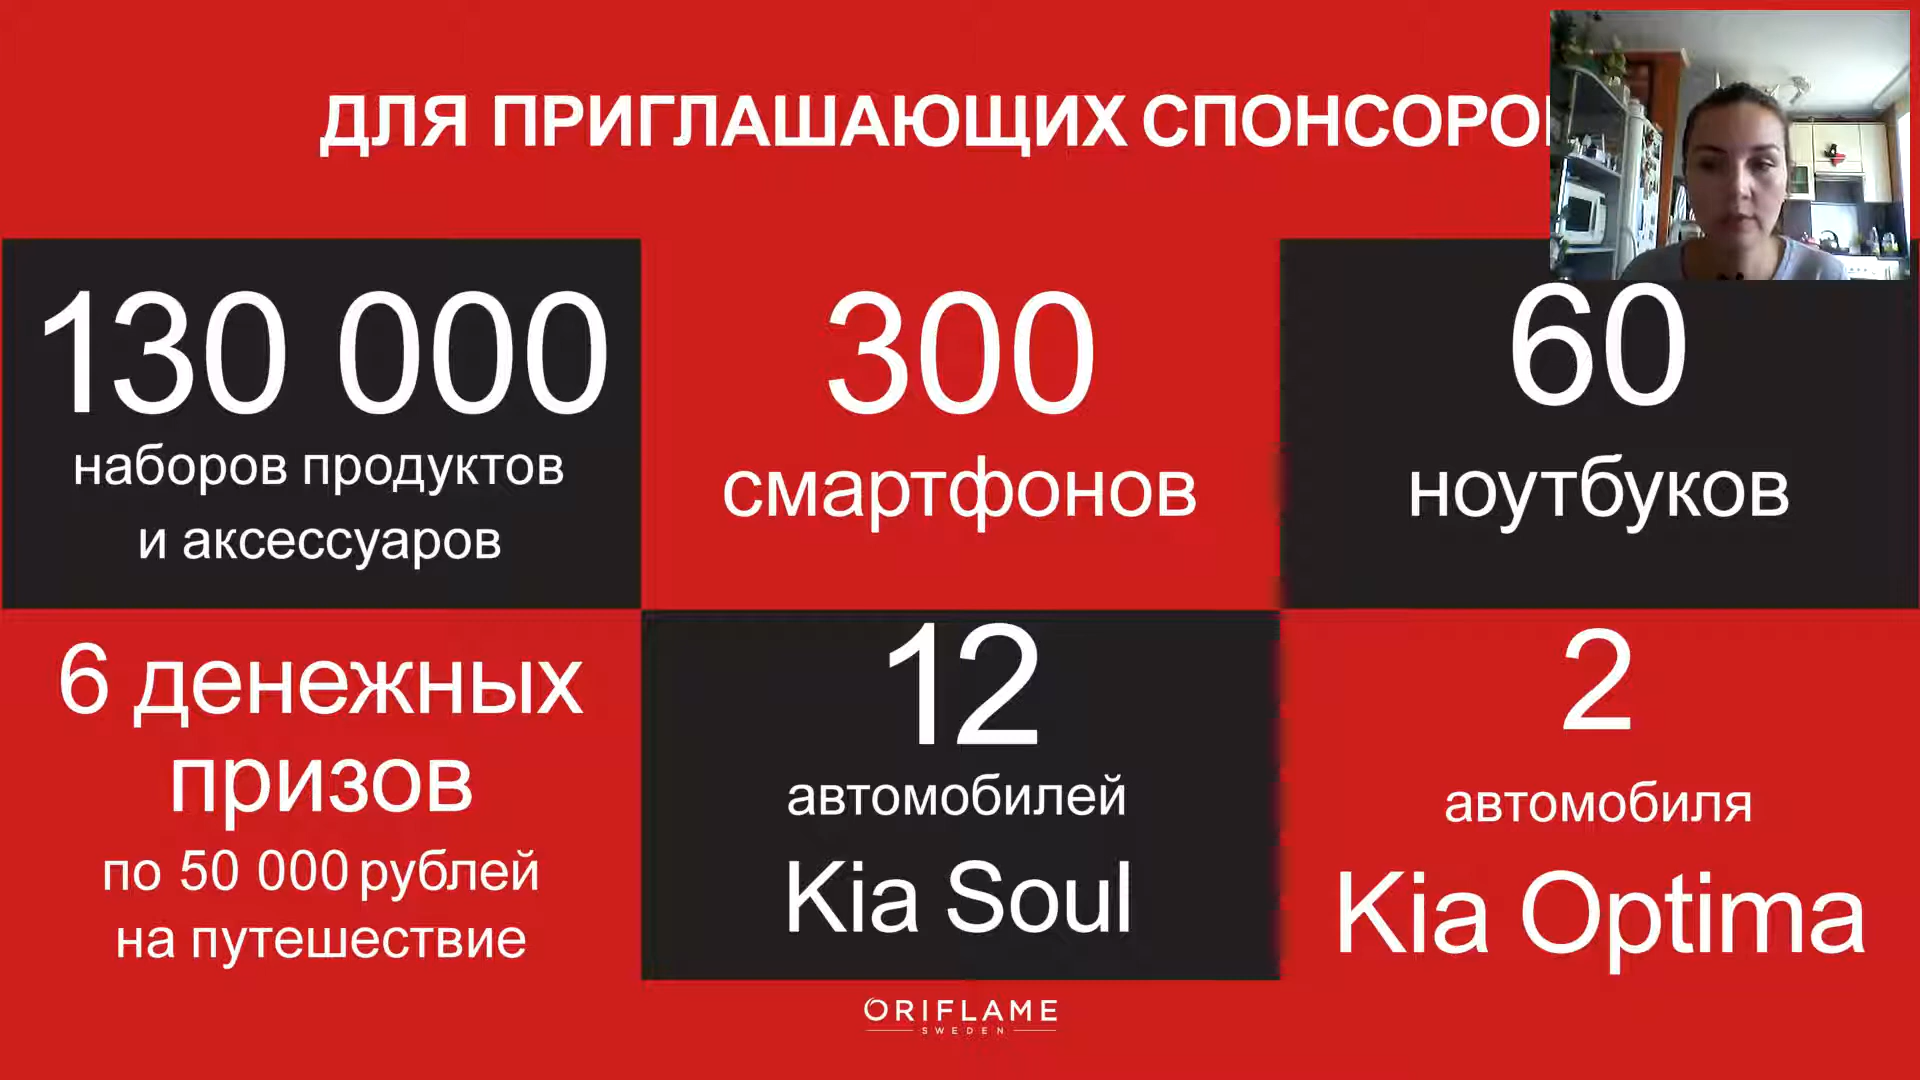 ДЛЯ ПРИГЛАШАЮЩИХ
130 000
наборов продуктов
и аксессуаров
300
смартфонов
60
ноутбуков
6 денежных
призов
по 50 000 рублей
на путешествие
12
автомобилей
Kia Soul
2
автомобиля
Kia Optima
ORIFLAME
SWEDEN